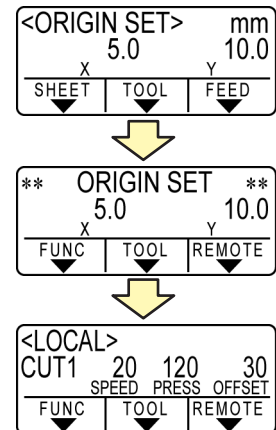 <ORIGIN SET> mm
5.0 10.0
X Y
SHEET TOOL FEED
** ORIGIN SET **
5.0 10.0
X Y
FUNC TOOL REMOTE
<LOCAL>
CUT1 20 120 30
SPEED PRESS OFFSET
FUNC TOOL REMOTE